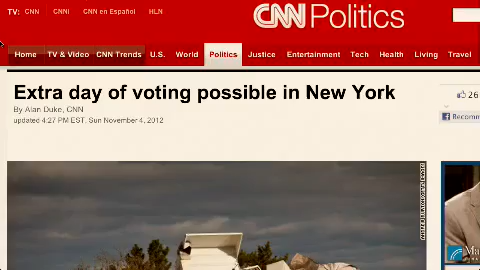 TV: CNN CNNi CNN en Español HLN
CNN Politics
Home TV & Video CNN Trends U.S. World Politics Justice Entertainment Tech Health Living Travel
Extra day of voting possible in New York
By Alan Duke, CNN
updated 4:27 PM EST, Sun November 4, 2012
26
Recomm
Ma